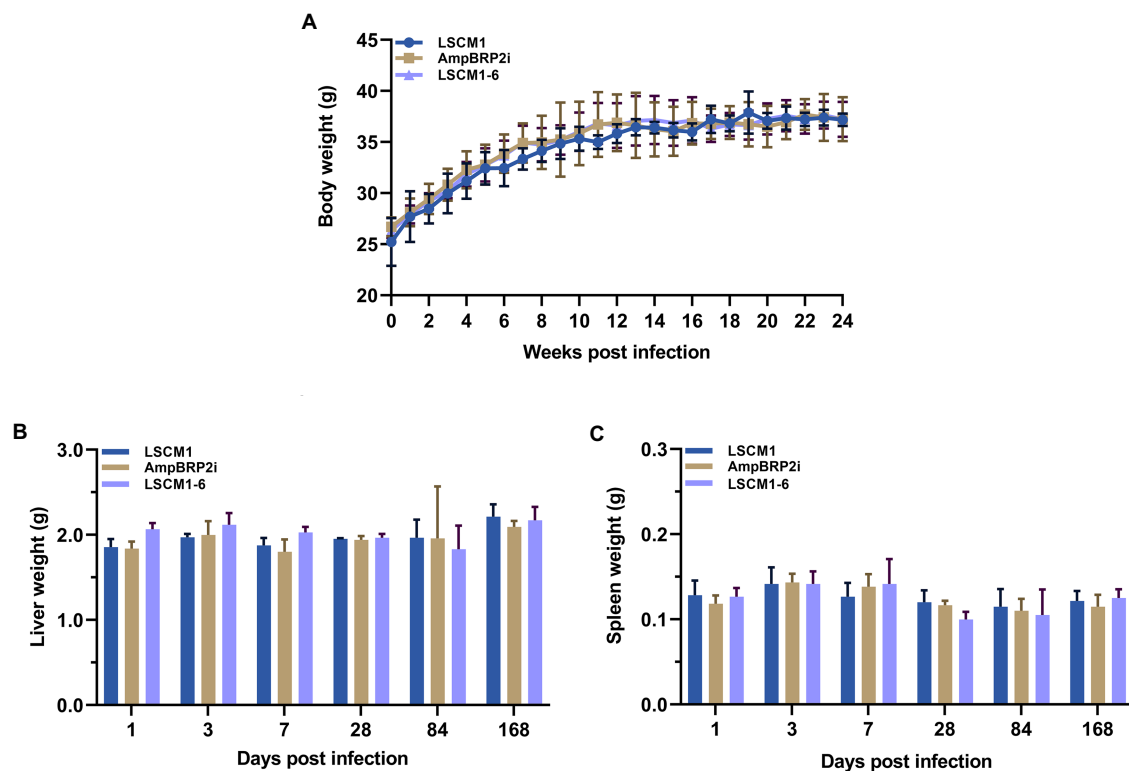 A
LSCM1
AmpBRP2i
LSCM1-6
Body weight (g)
45
40
35
30
25
20
0 2 4 6 8 10 12 14 16 18 20 22 24
Weeks post infection
B
LSCM1
AmpBRP2i
LSCM1-6
Liver weight (g)
3.0
2.0
1.0
0.0
1 3 7 28 84 168
Days post infection
C
LSCM1
AmpBRP2i
LSCM1-6
Spleen weight (g)
0.3
0.2
0.1
0.0
1 3 7 28 84 168
Days post infection